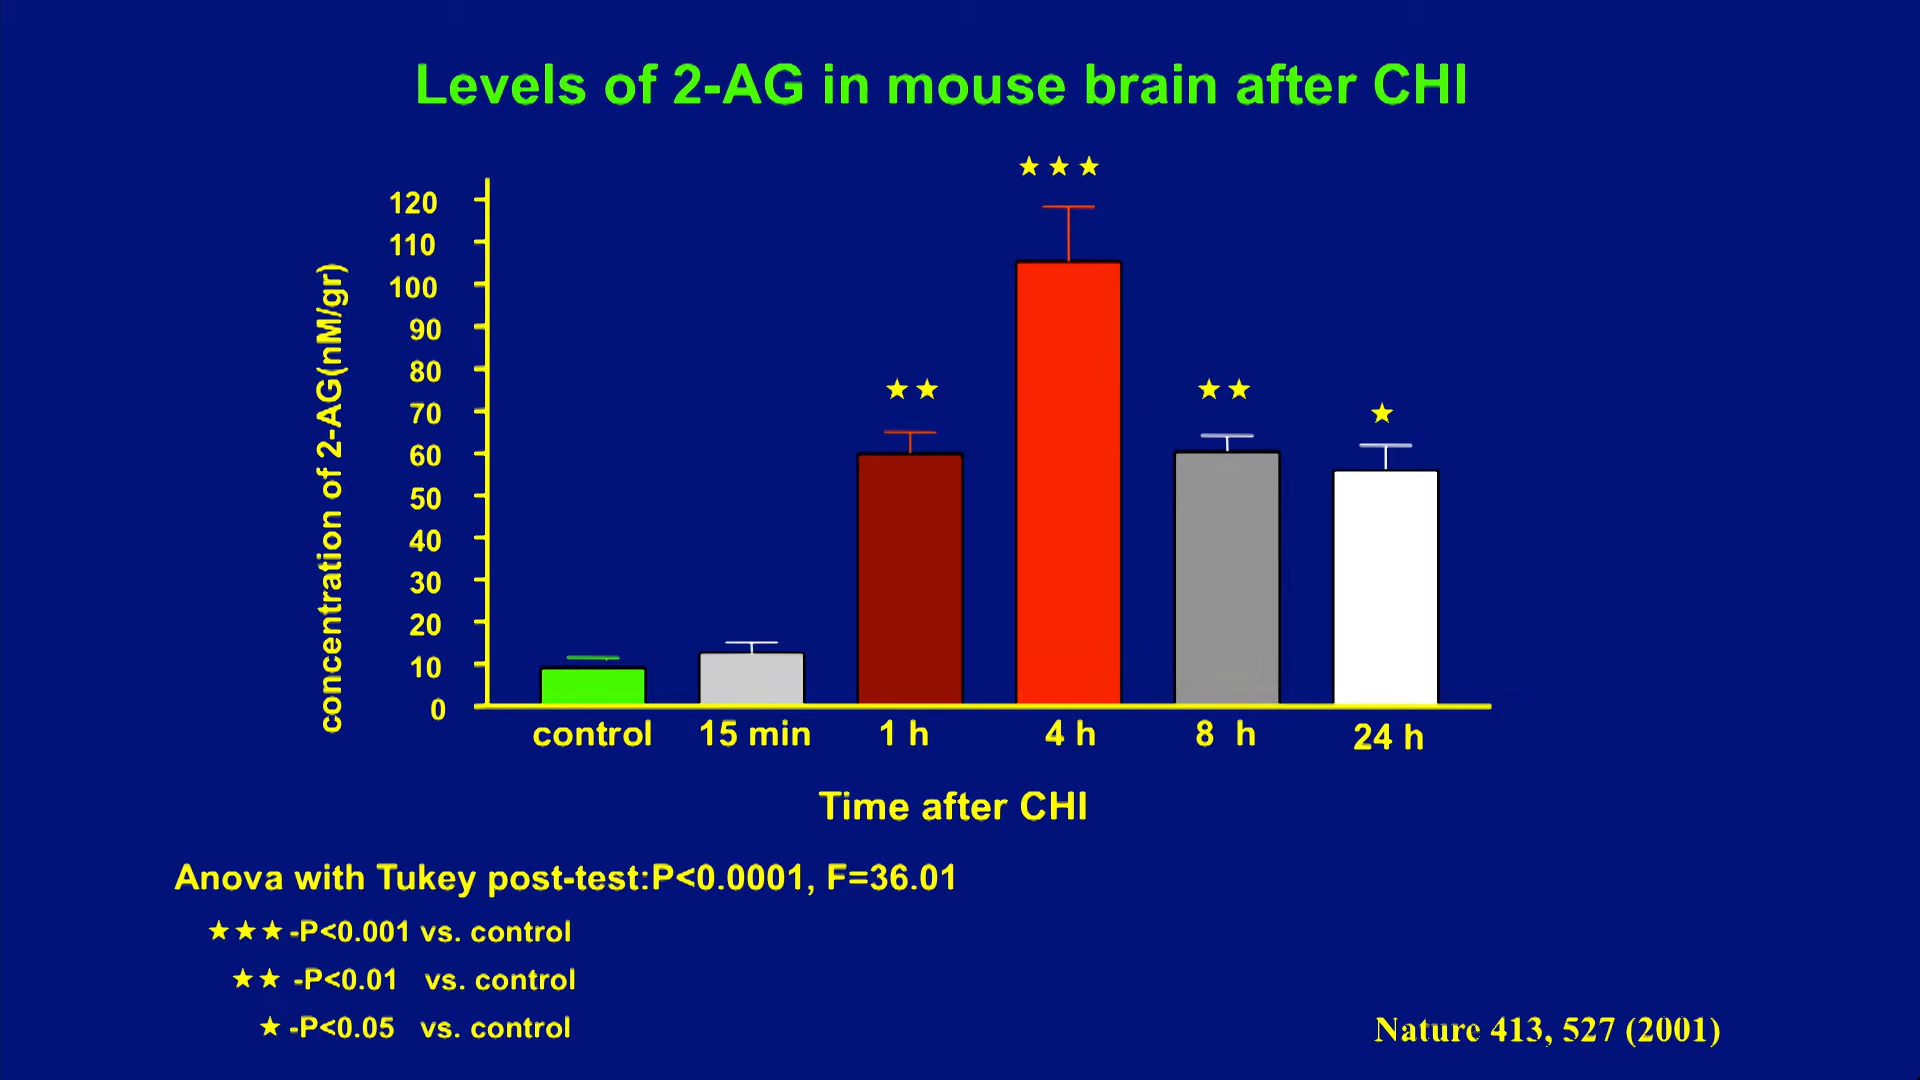 Levels of 2-AG in mouse brain after CHI
★★★
120
110
100
90
80
70
60
50
40
30
20
10
0
concentration of 2-AG(nM/gr)
★★
★★
★
control 15 min 1 h 4 h 8 h 24 h
Time after CHI
Anova with Tukey post-test:P<0.0001, F=36.01
★★★-P<0.001 vs. control
★★ -P<0.01 vs. control
★ -P<0.05 vs. control
Nature 413, 527 (2001)